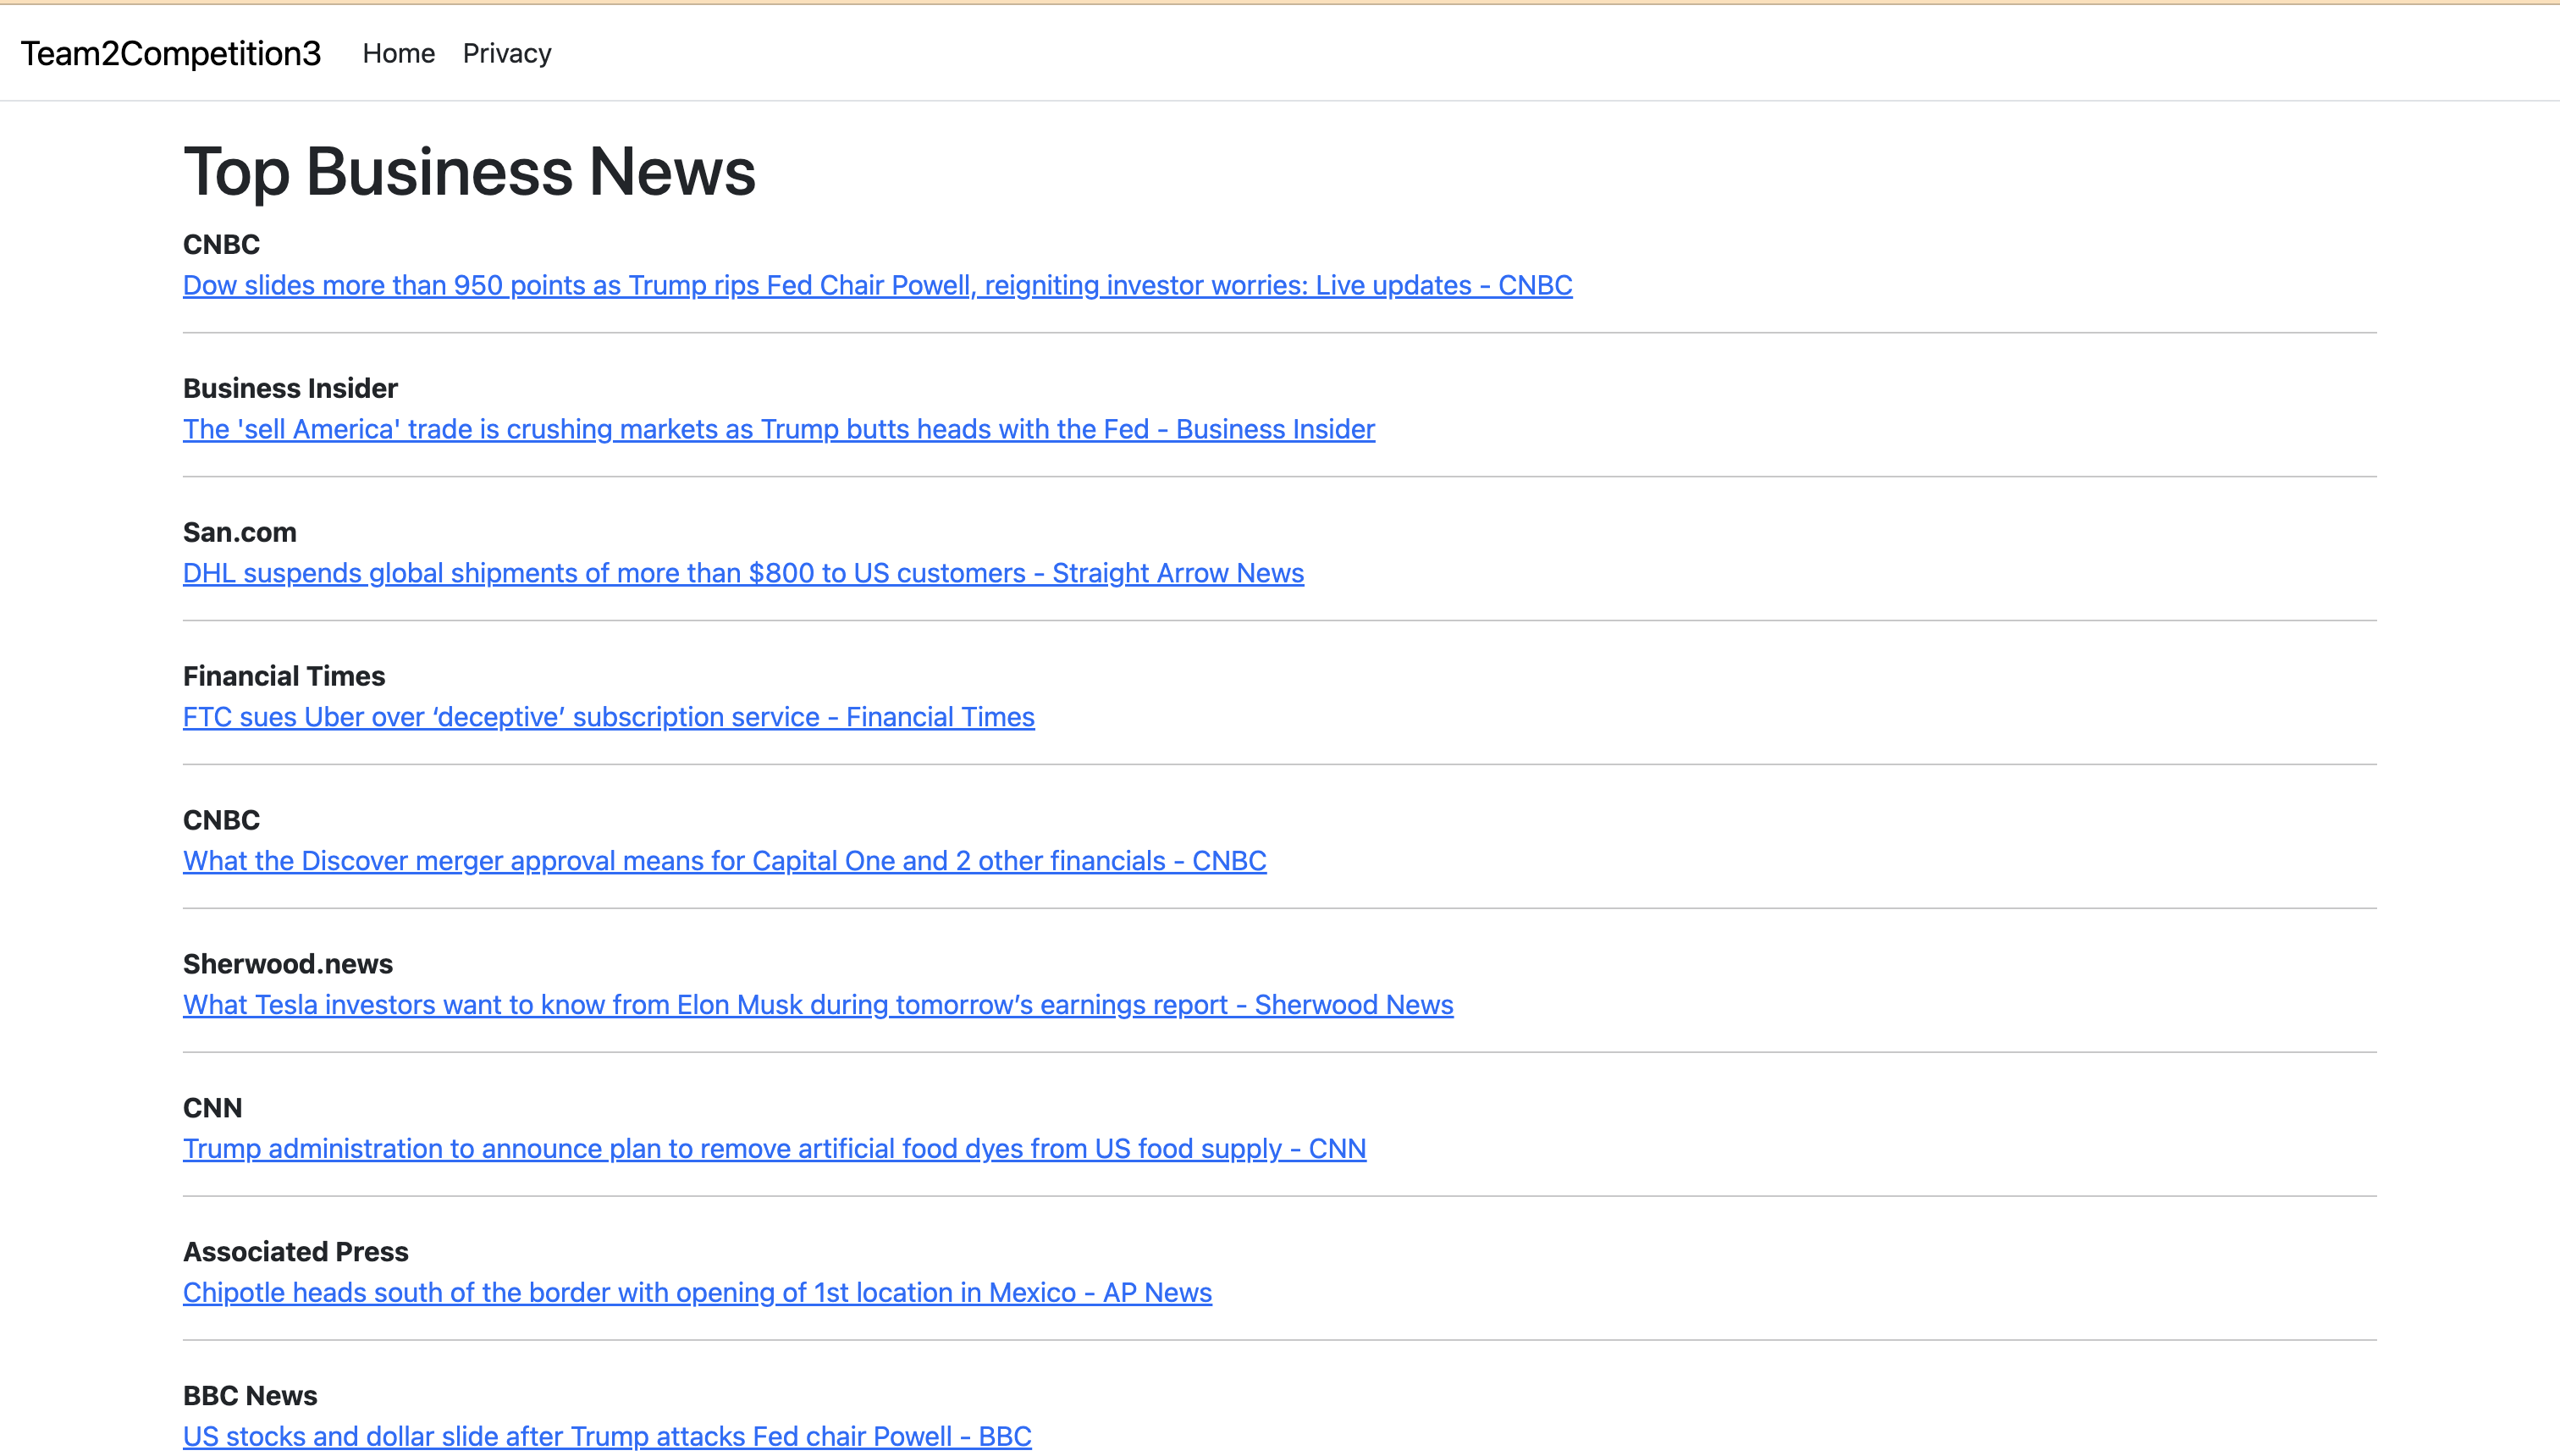 Team2Competition3 Home Privacy
Top Business News
CNBC
Dow slides more than 950 points as Trump rips Fed Chair Powell, reigniting investor worries: Live updates - CNBC
Business Insider
The 'sell America' trade is crushing markets as Trump butts heads with the Fed - Business Insider
San.com
DHL suspends global shipments of more than $800 to US customers - Straight Arrow News
Financial Times
FTC sues Uber over ‘deceptive’ subscription service - Financial Times
CNBC
What the Discover merger approval means for Capital One and 2 other financials - CNBC
Sherwood.news
What Tesla investors want to know from Elon Musk during tomorrow’s earnings report - Sherwood News
CNN
Trump administration to announce plan to remove artificial food dyes from US food supply - CNN
Associated Press
Chipotle heads south of the border with opening of 1st location in Mexico - AP News
BBC News
US stocks and dollar slide after Trump attacks Fed chair Powell - BBC